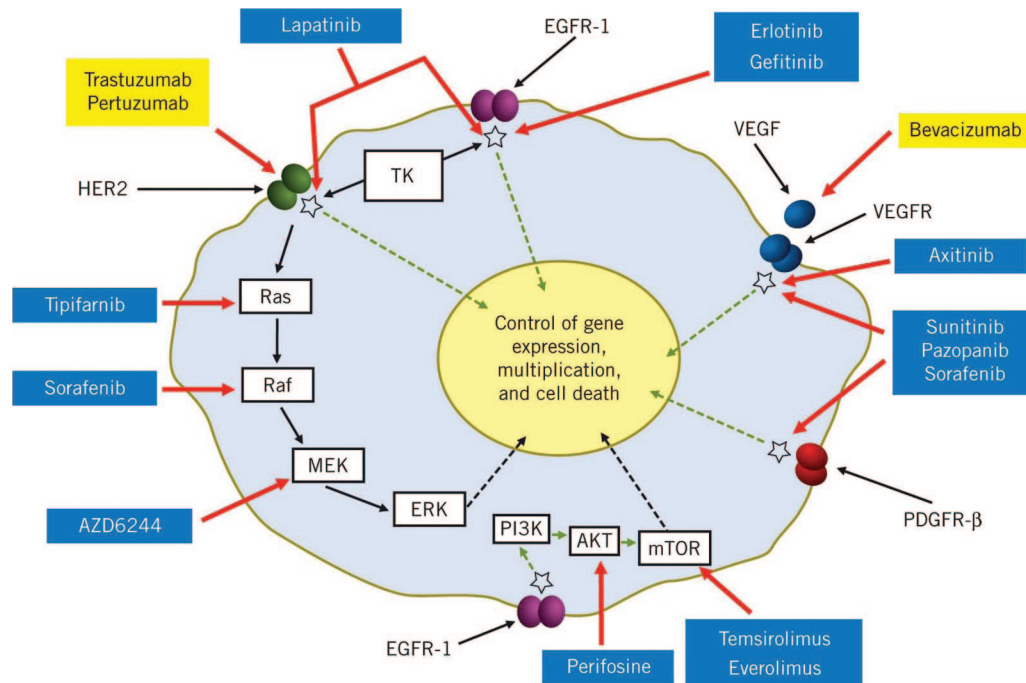 Lapatinib
EGFR-1
Erlotinib
Gefitinib
Trastuzumab
Pertuzumab
VEGF
Bevacizumab
HER2
TK
VEGFR
Axitinib
Tipifarnib
Ras
Control of gene
expression,
multiplication,
and cell death
Sunitinib
Pazopanib
Sorafenib
Sorafenib
Raf
MEK
ERK
AZD6244
PI3K
AKT
mTOR
PDGFR-β
EGFR-1
Perifosine
Temsirolimus
Everolimus